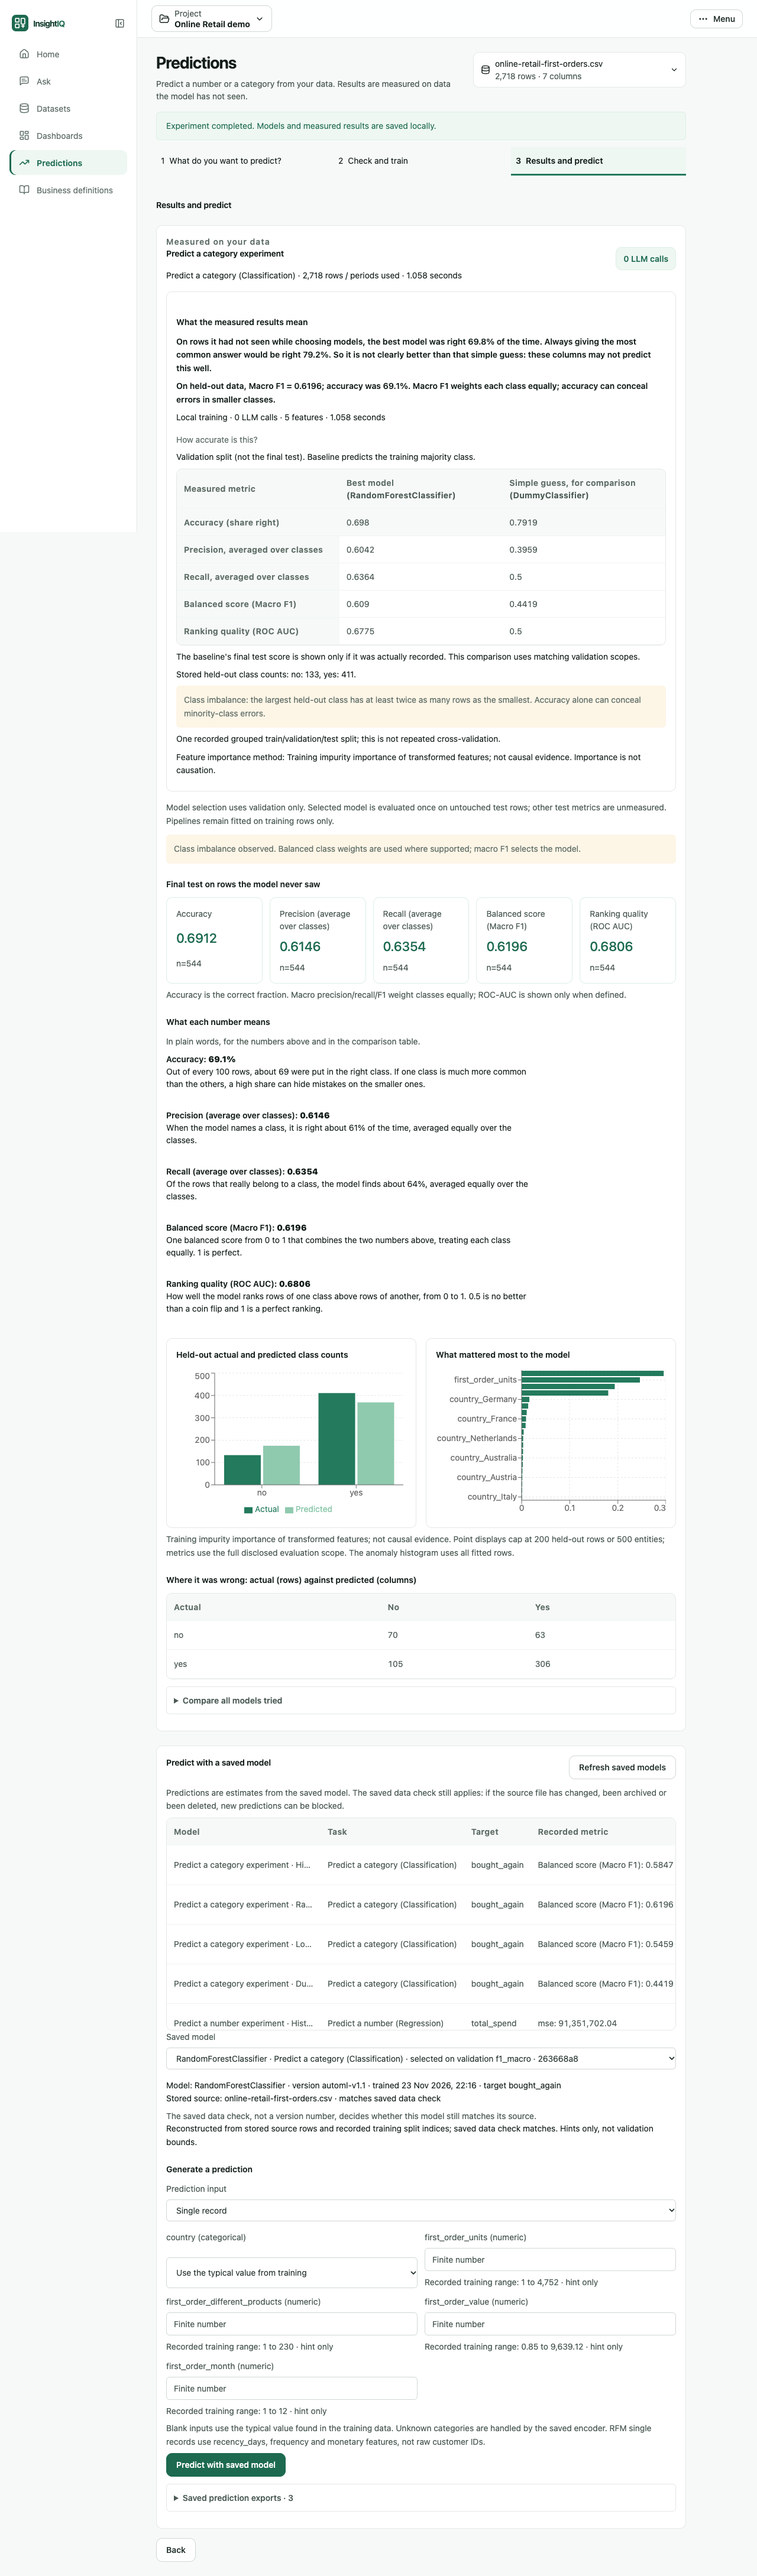 InsightIQ
Home
Ask
Datasets
Dashboards
Predictions
Business definitions
Project
Online Retail demo
Menu
Predictions
Predict a number or a category from your data. Results are measured on data
the model has not seen.
online-retail-first-orders.csv
2,718 rows · 7 columns
Experiment completed. Models and measured results are saved locally.
1 What do you want to predict?
2 Check and train
3 Results and predict
Results and predict
Measured on your data
Predict a category experiment
0 LLM calls
Predict a category (Classification) · 2,718 rows / periods used · 1.058 seconds
What the measured results mean
On rows it had not seen while choosing models, the best model was right 69.8% of the time. Always giving the most
common answer would be right 79.2%. So it is not clearly better than that simple guess: these columns may not predict
this well.
On held-out data, Macro F1 = 0.6196; accuracy was 69.1%. Macro F1 weights each class equally; accuracy can conceal
errors in smaller classes.
Local training · 0 LLM calls · 5 features · 1.058 seconds
How accurate is this?
Validation split (not the final test). Baseline predicts the training majority class.
Measured metric
Best model
(RandomForestClassifier)
Simple guess, for comparison
(DummyClassifier)
Accuracy (share right) 0.698 0.7919
Precision, averaged over classes 0.6042 0.3959
Recall, averaged over classes 0.6364 0.5
Balanced score (Macro F1) 0.609 0.4419
Ranking quality (ROC AUC) 0.6775 0.5
The baseline's final test score is shown only if it was actually recorded. This comparison uses matching validation scopes.
Stored held-out class counts: no: 133, yes: 411.
Class imbalance: the largest held-out class has at least twice as many rows as the smallest. Accuracy alone can conceal
minority-class errors.
One recorded grouped train/validation/test split; this is not repeated cross-validation.
Feature importance method: Training impurity importance of transformed features; not causal evidence. Importance is not
causation.
Model selection uses validation only. Selected model is evaluated once on untouched test rows; other test metrics are unmeasured.
Pipelines remain fitted on training rows only.
Class imbalance observed. Balanced class weights are used where supported; macro F1 selects the model.
Final test on rows the model never saw
Accuracy
0.6912
n=544
Precision (average
over classes)
0.6146
n=544
Recall (average
over classes)
0.6354
n=544
Balanced score
(Macro F1)
0.6196
n=544
Ranking quality
(ROC AUC)
0.6806
n=544
Accuracy is the correct fraction. Macro precision/recall/F1 weight classes equally; ROC-AUC is shown only when defined.
What each number means
In plain words, for the numbers above and in the comparison table.
Accuracy: 69.1%
Out of every 100 rows, about 69 were put in the right class. If one class is much more common
than the others, a high share can hide mistakes on the smaller ones.
Precision (average over classes): 0.6146
When the model names a class, it is right about 61% of the time, averaged equally over the
classes.
Recall (average over classes): 0.6354
Of the rows that really belong to a class, the model finds about 64%, averaged equally over the
classes.
Balanced score (Macro F1): 0.6196
One balanced score from 0 to 1 that combines the two numbers above, treating each class
equally. 1 is perfect.
Ranking quality (ROC AUC): 0.6806
How well the model ranks rows of one class above rows of another, from 0 to 1. 0.5 is no better
than a coin flip and 1 is a perfect ranking.
Held-out actual and predicted class counts
500
400
300
200
100
0
no
yes
Actual
Predicted
What mattered most to the model
first_order_units
country_Germany
country_France
country_Netherlands
country_Australia
country_Austria
country_Italy
0 0.1 0.2 0.3
Training impurity importance of transformed features; not causal evidence. Point displays cap at 200 held-out rows or 500 entities;
metrics use the full disclosed evaluation scope. The anomaly histogram uses all fitted rows.
Where it was wrong: actual (rows) against predicted (columns)
Actual No Yes
no 70 63
yes 105 306
Compare all models tried
Predict with a saved model
Refresh saved models
Predictions are estimates from the saved model. The saved data check still applies: if the source file has changed, been archived or
been deleted, new predictions can be blocked.
Model Task Target Recorded metric
Predict a category experiment · Hi... Predict a category (Classification) bought_again Balanced score (Macro F1): 0.5847
Predict a category experiment · Ra... Predict a category (Classification) bought_again Balanced score (Macro F1): 0.6196
Predict a category experiment · Lo... Predict a category (Classification) bought_again Balanced score (Macro F1): 0.5459
Predict a category experiment · Du... Predict a category (Classification) bought_again Balanced score (Macro F1): 0.4419
Predict a number experiment · Hist... Predict a number (Regression) total_spend mse: 91,351,702.04
Saved model
RandomForestClassifier · Predict a category (Classification) · selected on validation f1_macro · 263668a8
Model: RandomForestClassifier · version automl-v1.1 · trained 23 Nov 2026, 22:16 · target bought_again
Stored source: online-retail-first-orders.csv · matches saved data check
The saved data check, not a version number, decides whether this model still matches its source.
Reconstructed from stored source rows and recorded training split indices; saved data check matches. Hints only, not validation
bounds.
Generate a prediction
Prediction input
Single record
country (categorical)
Use the typical value from training
first_order_units (numeric)
Finite number
Recorded training range: 1 to 4,752 · hint only
first_order_different_products (numeric)
Finite number
Recorded training range: 1 to 230 · hint only
first_order_value (numeric)
Finite number
Recorded training range: 0.85 to 9,639.12 · hint only
first_order_month (numeric)
Finite number
Recorded training range: 1 to 12 · hint only
Blank inputs use the typical value found in the training data. Unknown categories are handled by the saved encoder. RFM single
records use recency_days, frequency and monetary features, not raw customer IDs.
Predict with saved model
Saved prediction exports · 3
Back